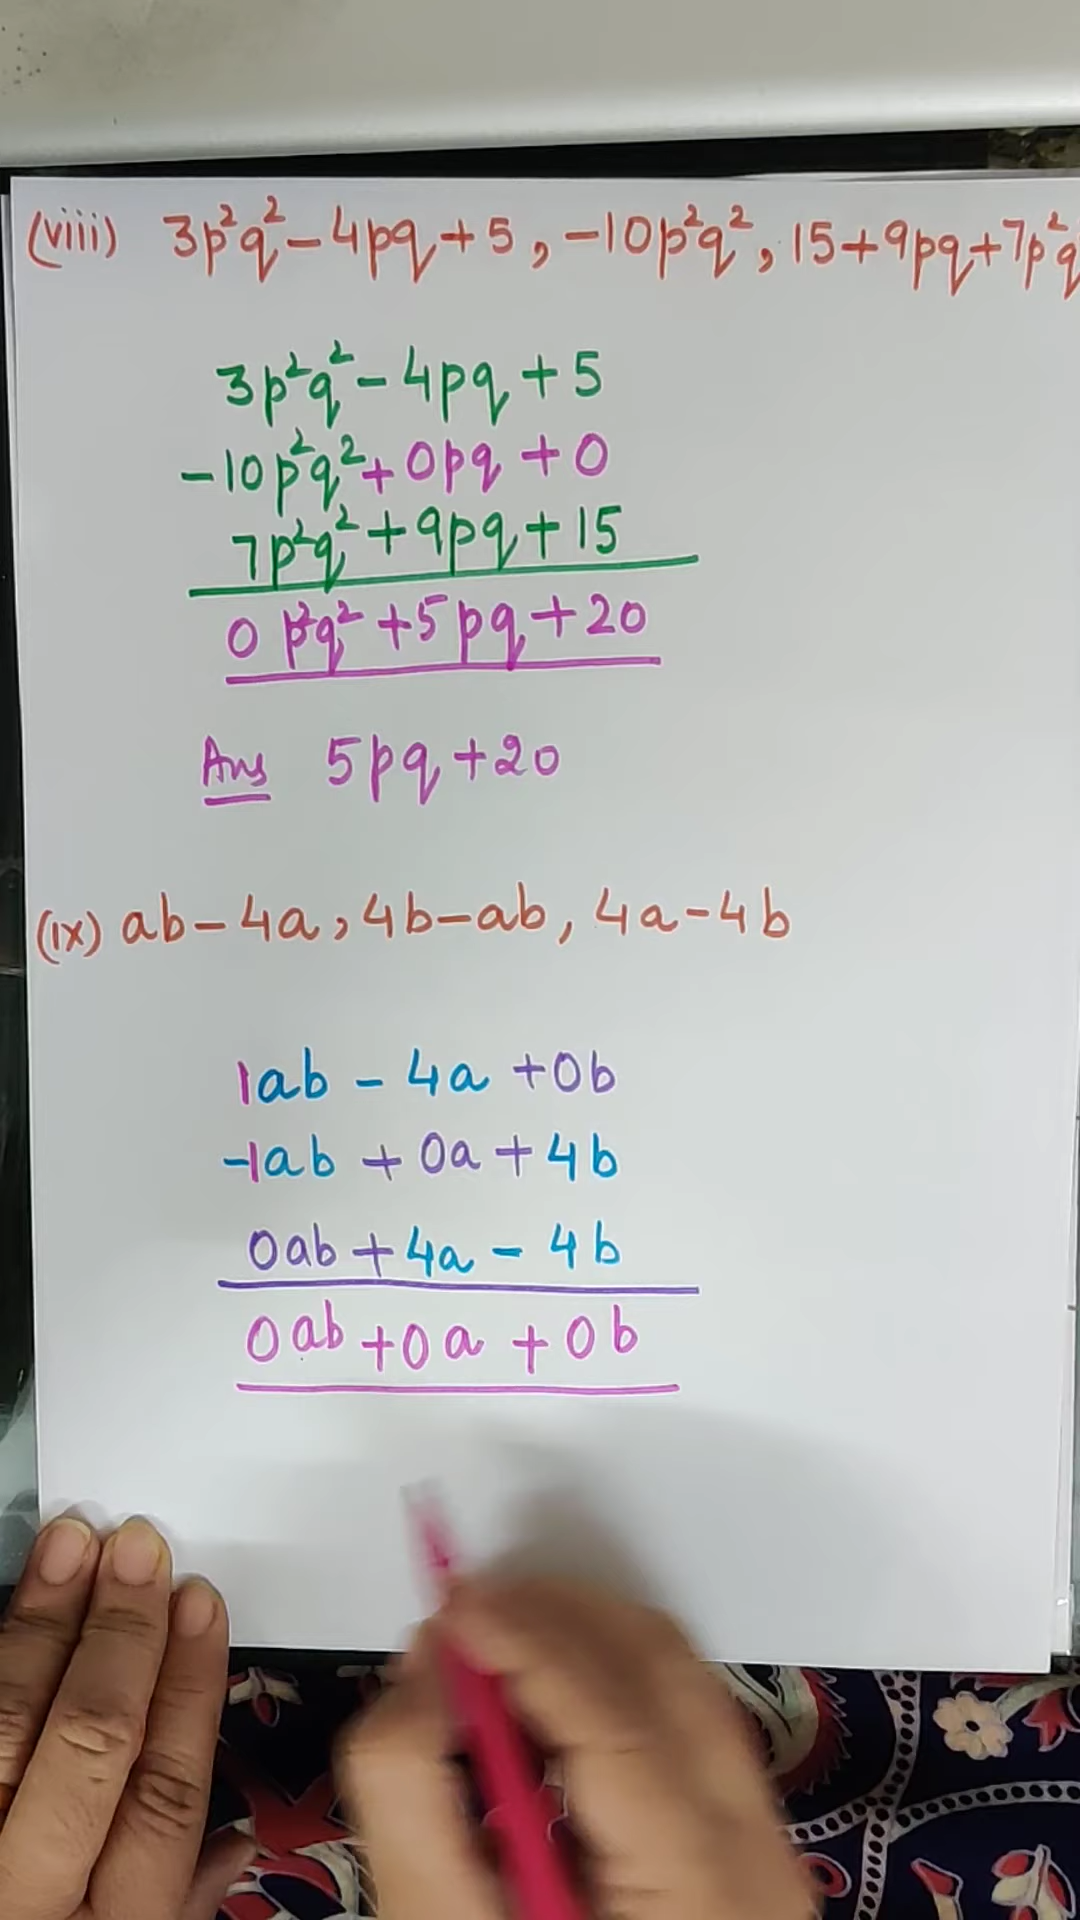 (viii) 3p²q² - 4pq + 5, -10p²q², 15 + 9pq + 7p²q
3p²q² - 4pq + 5
-10p²q² + 0pq + 0
7p²q² + 9pq + 15
0 p²q² + 5pq + 20
Ans 5pq + 20
(ix) ab - 4a, 4b - ab, 4a - 4b
1ab - 4a + 0b
-1ab + 0a + 4b
0ab + 4a - 4b
0ab + 0a + 0b